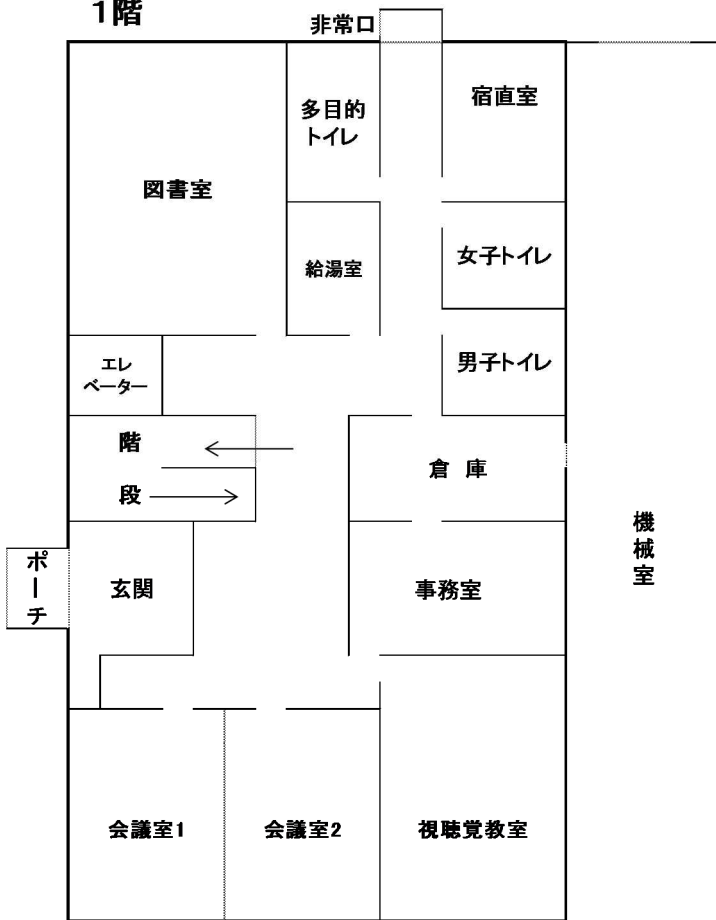 1階
非常口
宿直室
多目的
トイレ
図書室
女子トイレ
給湯室
エレ
ベーター
男子トイレ
階
段
倉 庫
機械室
ポーチ
玄関
事務室
会議室1
会議室2
視聴覚教室